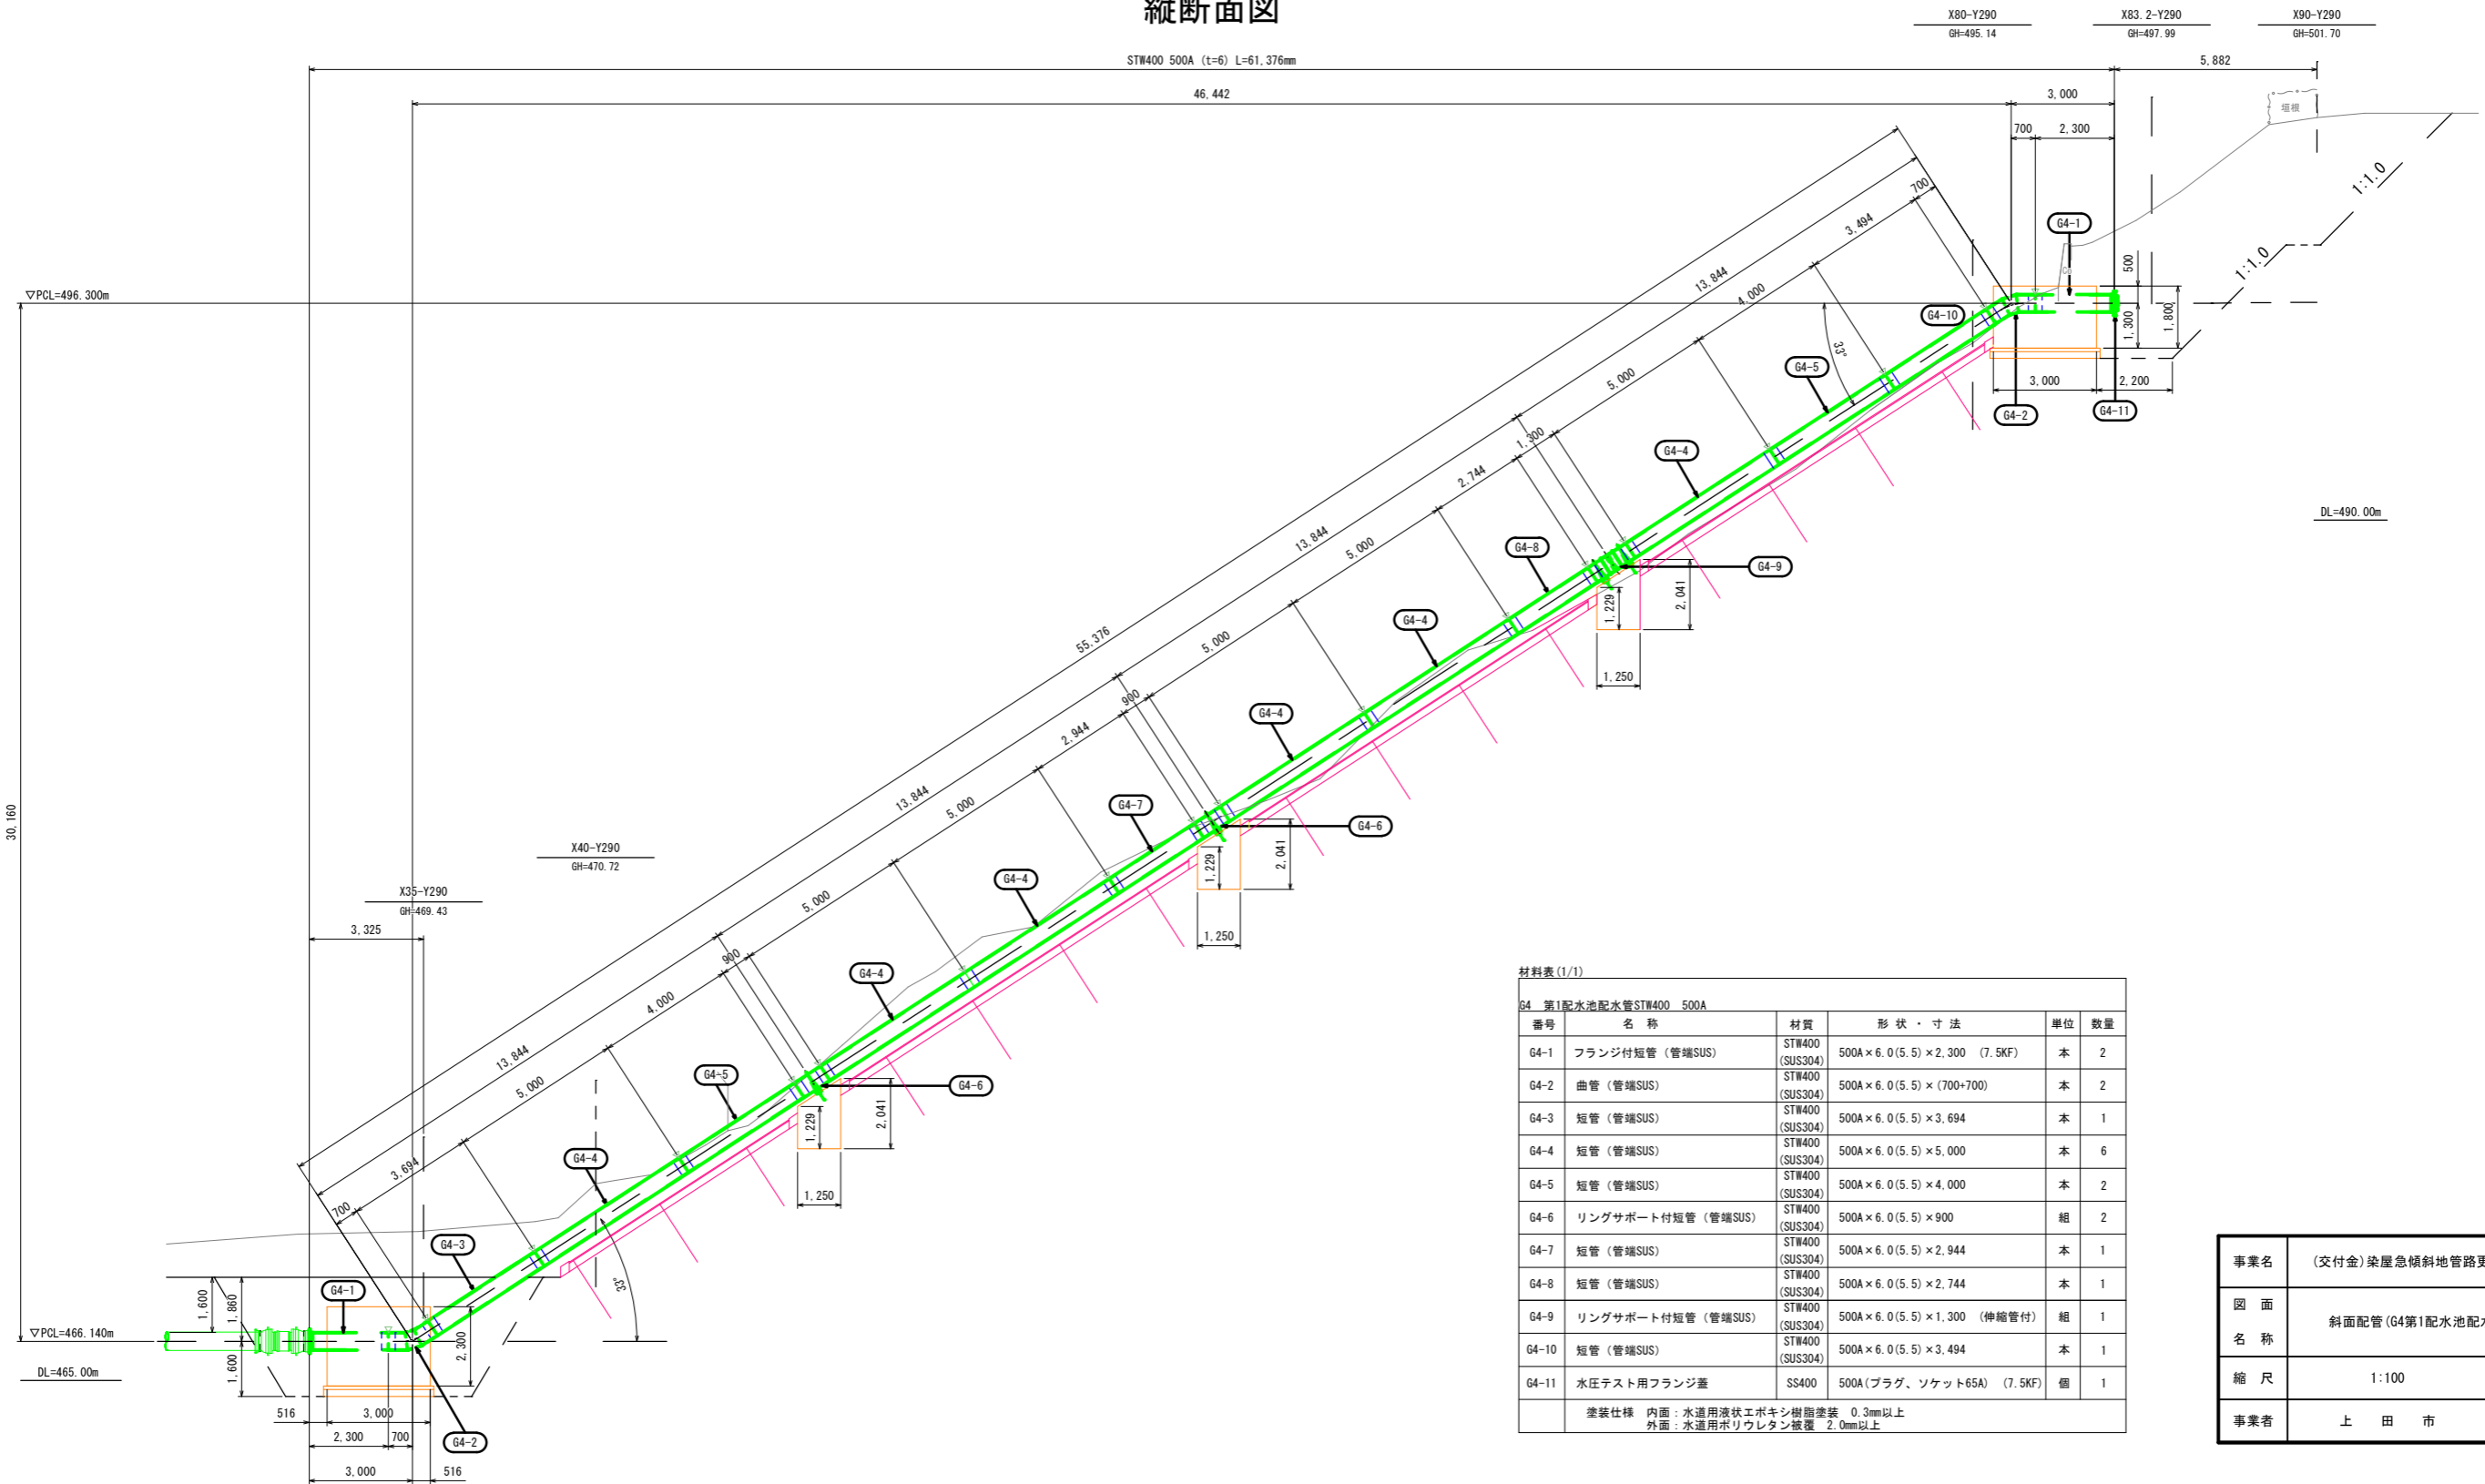 縦断面図
X80-Y290
GH=495.14
X83.2-Y290
GH=497.99
X90-Y290
GH=501.70
STW400 500A (t=6) L=61,376mm
5,882
46,442
3,000
700
2,300
垣根
1:1.0
1:1.0
700
3,494
13,844
4,000
5,000
1,300
2,744
13,844
5,000
5,000
55,376
900
2,944
13,844
5,000
5,000
900
4,000
13,844
5,000
3,694
700
G4-1
Co
500
1,300
1,800
▽PCL=496.300m
33°
G4-10
G4-5
G4-2
G4-11
3,000
2,200
G4-4
DL=490.00m
G4-8
G4-9
1,229
2,041
1,250
G4-4
G4-4
G4-7
G4-6
1,229
2,041
1,250
G4-4
G4-4
G4-5
G4-6
1,229
2,041
1,250
G4-4
33°
30,160
X40-Y290
GH=470.72
X35-Y290
GH=469.43
3,325
G4-3
G4-1
1,600
1,860
▽PCL=466.140m
DL=465.00m
1,600
2,300
516
3,000
2,300
700
G4-2
3,000
516
材料表(1/1)
G4 第1配水池配水管STW400 500A
番号 名 称 材質 形 状 ・ 寸 法 単位 数量
G4-1 フランジ付短管（管端SUS） STW400 (SUS304) 500A×6.0(5.5)×2,300 (7.5KF) 本 2
G4-2 曲管（管端SUS） STW400 (SUS304) 500A×6.0(5.5)×(700+700) 本 2
G4-3 短管（管端SUS） STW400 (SUS304) 500A×6.0(5.5)×3,694 本 1
G4-4 短管（管端SUS） STW400 (SUS304) 500A×6.0(5.5)×5,000 本 6
G4-5 短管（管端SUS） STW400 (SUS304) 500A×6.0(5.5)×4,000 本 2
G4-6 リングサポート付短管（管端SUS） STW400 (SUS304) 500A×6.0(5.5)×900 組 2
G4-7 短管（管端SUS） STW400 (SUS304) 500A×6.0(5.5)×2,944 本 1
G4-8 短管（管端SUS） STW400 (SUS304) 500A×6.0(5.5)×2,744 本 1
G4-9 リングサポート付短管（管端SUS） STW400 (SUS304) 500A×6.0(5.5)×1,300 (伸縮管付) 組 1
G4-10 短管（管端SUS） STW400 (SUS304) 500A×6.0(5.5)×3,494 本 1
G4-11 水圧テスト用フランジ蓋 SS400 500A(プラグ、ソケット65A) (7.5KF) 個 1
塗装仕様 内面：水道用液状エポキシ樹脂塗装 0.3mm以上
外面：水道用ポリウレタン被覆 2.0mm以上
事業名 (交付金)染屋急傾斜地管路更
図 面 名 称 斜面配管(G4第1配水池配水
縮 尺 1:100
事業者 上 田 市